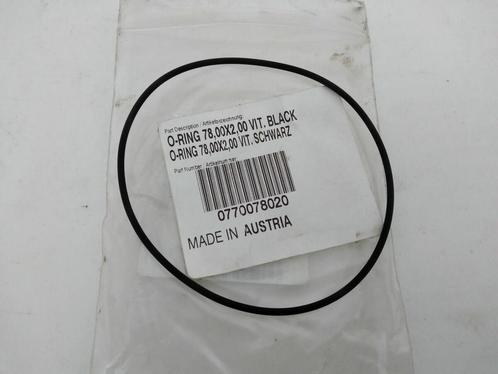 Part Description / Artikelbezeichnung:
O-RING 78,00X2,00 VIT. BLACK
O-RING 78,00X2,00 VIT. SCHWARZ
Part Number / Artikelnummer
0770078020
MADE IN AUSTRIA